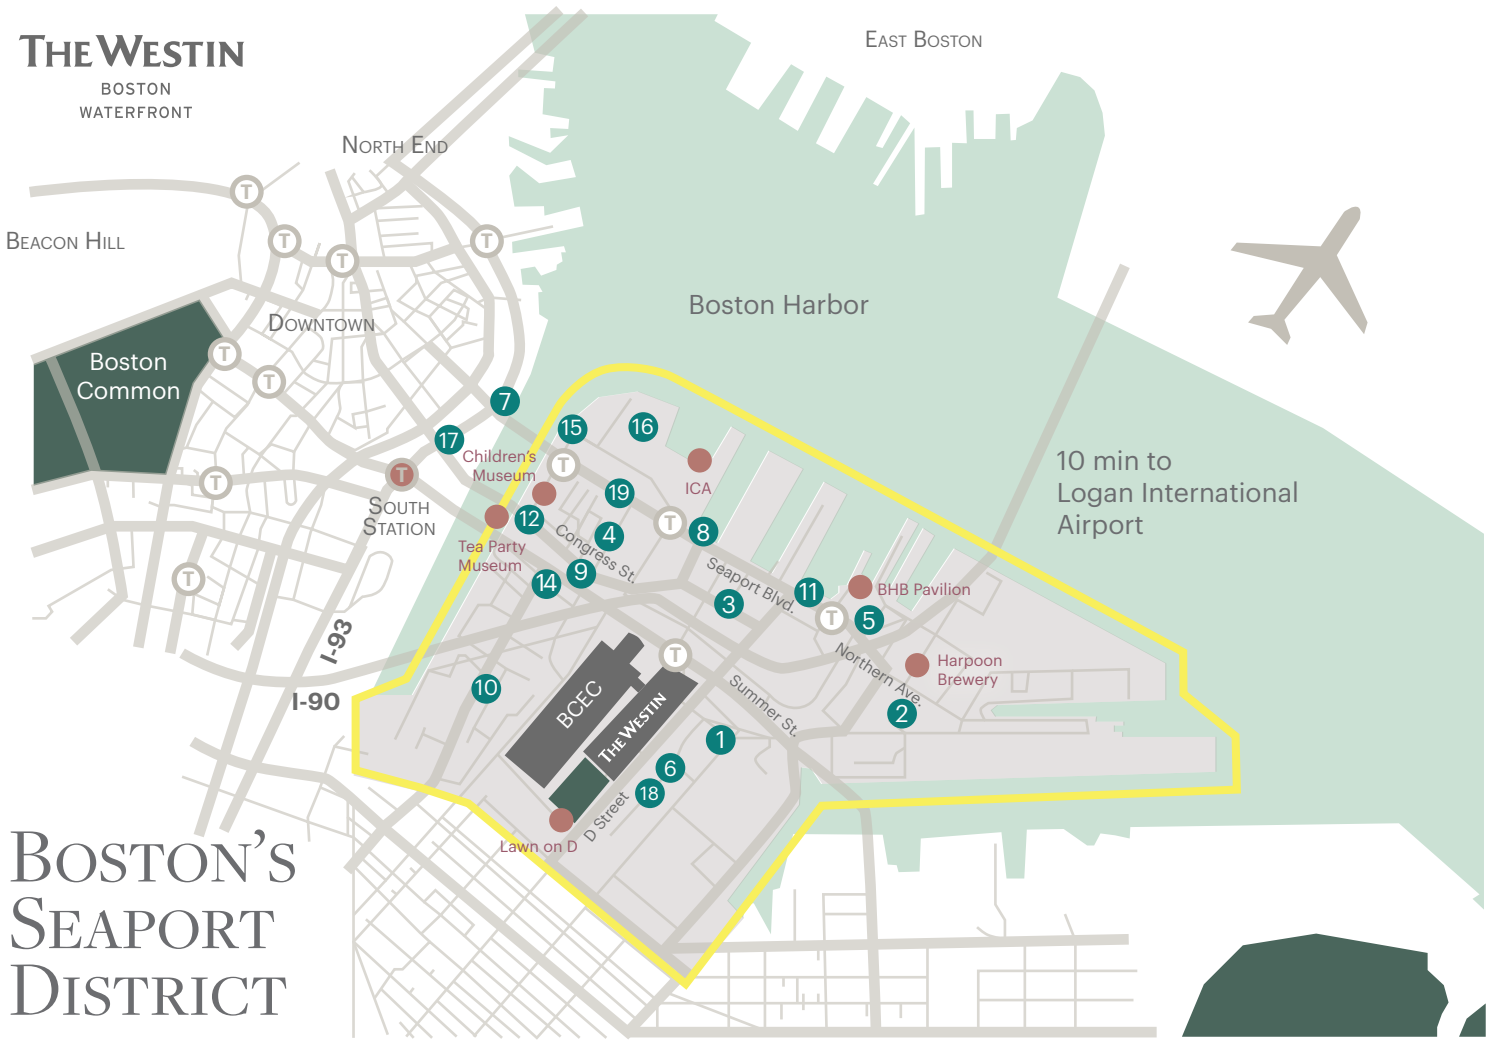 THE WESTIN
BOSTON
WATERFRONT
EAST BOSTON
NORTH END
T
BEACON HILL
T
T
T
Boston Harbor
DOWNTOWN
T
Boston
Common
T
7
15
16
17
Children's
Museum
T
ICA
T
T
SOUTH
STATION
19
12
T
8
4
Congress St.
Tea Party
Museum
10 min to
Logan International
Airport
T
14
9
Seaport Blvd.
3
11
BHB Pavilion
T
5
I-93
T
Northern Ave.
Harpoon
Brewery
10
I-90
BCEC
THE WESTIN
Summer St.
2
1
6
18
D Street
Lawn on D
BOSTON'S
SEAPORT
DISTRICT